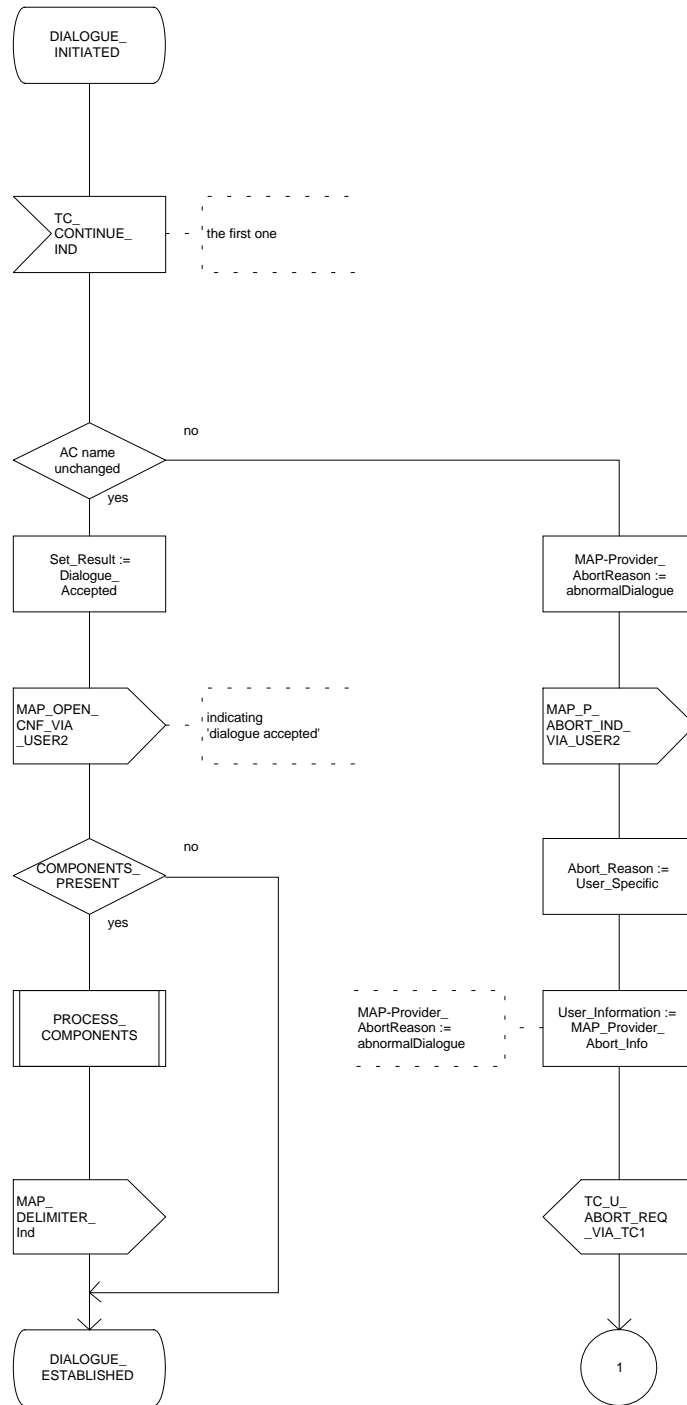 DIALOGUE_
INITIATED
TC_
CONTINUE_
IND
the first one
AC name
unchanged
no
yes
Set_Result :=
Dialogue_
Accepted
MAP-Provider_
AbortReason :=
abnormalDialogue
MAP_OPEN_
CNF_VIA
_USER2
indicating
'dialogue accepted'
MAP_P_
ABORT_IND_
VIA_USER2
COMPONENTS_
PRESENT
no
yes
Abort_Reason :=
User_Specific
PROCESS_
COMPONENTS
MAP-Provider_
AbortReason :=
abnormalDialogue
User_Information :=
MAP_Provider_
Abort_Info
MAP_
DELIMITER_
Ind
TC_U_
ABORT_REQ
_VIA_TC1
DIALOGUE_
ESTABLISHED
1